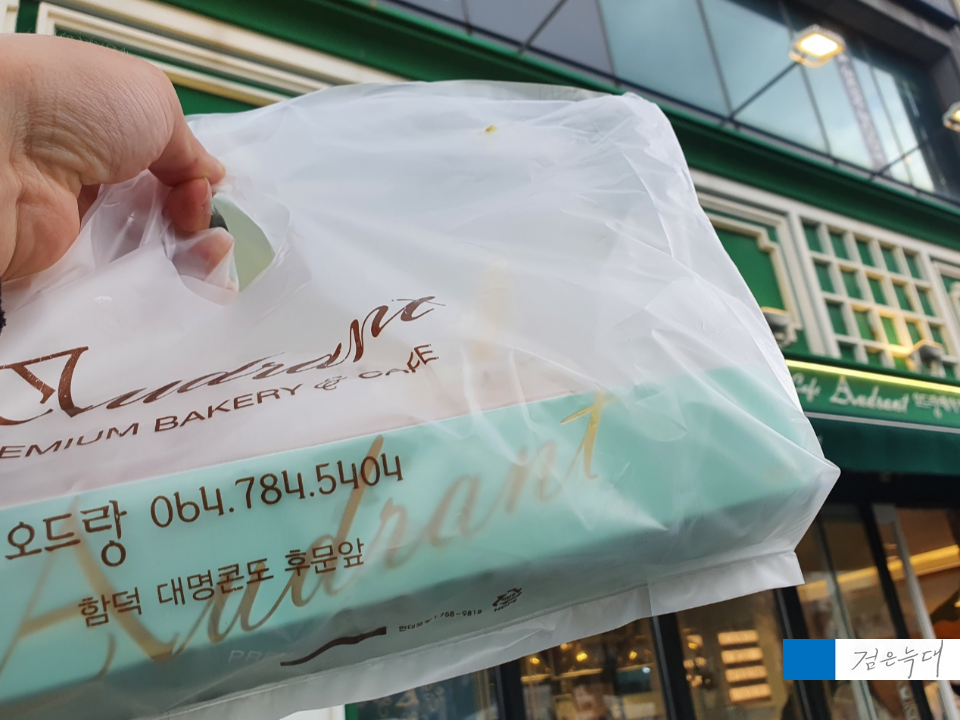 Audrant
PREMIUM BAKERY & CAFE
오드랑 064.784.5404
함덕 대명콘도 후문앞
Audrant
Cafe Audrant
검은늑대